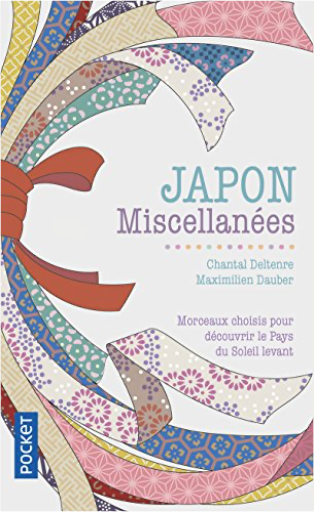 JAPON
Miscellanées
Chantal Deltenre
Maximilien Dauber
Morceaux choisis pour
découvrir le Pays
du Soleil levant
POCKET